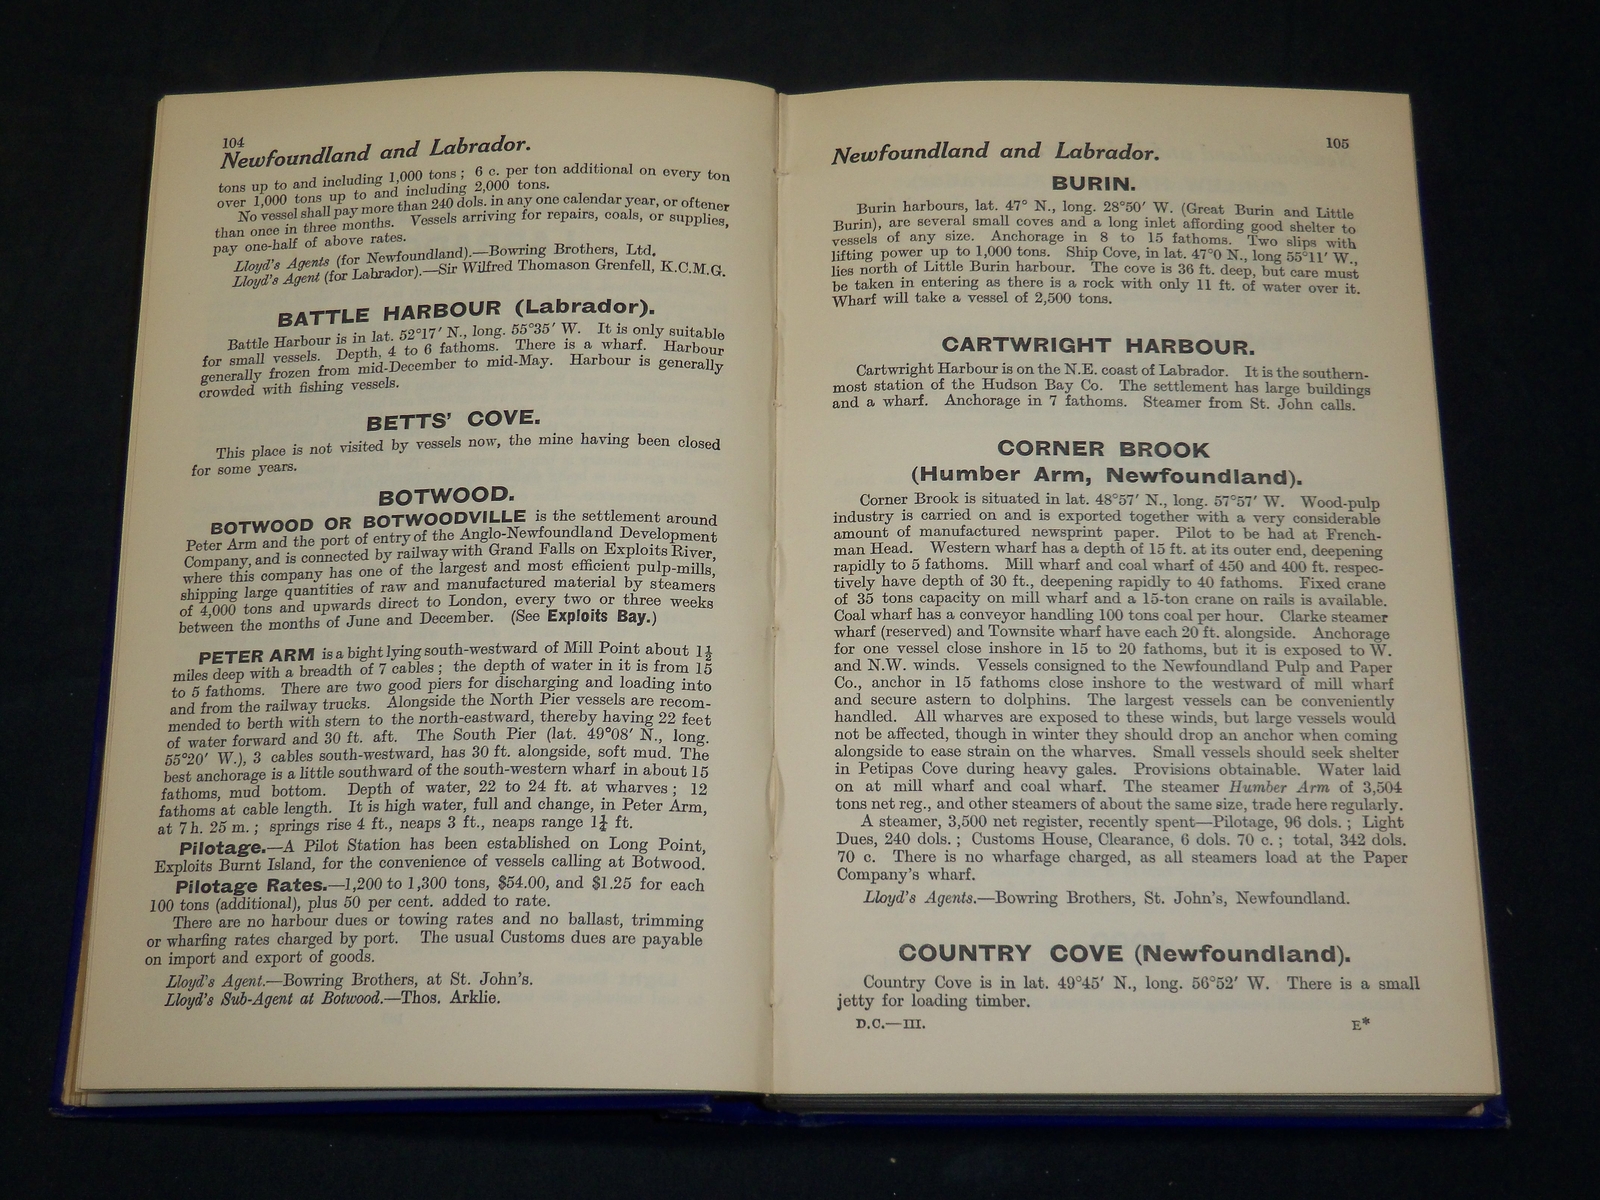 104
Newfoundland and Labrador.
tons up to and including 1,000 tons; 6 c. per ton additional on every ton
over 1,000 tons up to and including 2,000 tons.
No vessel shall pay more than 240 dols. in any one calendar year, or oftener
than once in three months. Vessels arriving for repairs, coals, or supplies,
pay one-half of above rates.
Lloyd's Agents (for Newfoundland).—Bowring Brothers, Ltd.
Lloyd's Agent (for Labrador).—Sir Wilfred Thomason Grenfell, K.C.M.G.
BATTLE HARBOUR (Labrador).
Battle Harbour is in lat. 52°17′ N., long. 55°35′ W. It is only suitable
for small vessels. Depth, 4 to 6 fathoms. There is a wharf. Harbour
generally frozen from mid-December to mid-May. Harbour is generally
crowded with fishing vessels.
BETTS' COVE.
This place is not visited by vessels now, the mine having been closed
for some years.
BOTWOOD.
BOTWOOD OR BOTWOODVILLE is the settlement around
Peter Arm and the port of entry of the Anglo-Newfoundland Development
Company, and is connected by railway with Grand Falls on Exploits River,
where this company has one of the largest and most efficient pulp-mills,
shipping large quantities of raw and manufactured material by steamers
of 4,000 tons and upwards direct to London, every two or three weeks
between the months of June and December. (See Exploits Bay.)
PETER ARM is a bight lying south-westward of Mill Point about 1½
miles deep with a breadth of 7 cables; the depth of water in it is from 15
to 5 fathoms. There are two good piers for discharging and loading into
and from the railway trucks. Alongside the North Pier vessels are recom-
mended to berth with stern to the north-eastward, thereby having 22 feet
of water forward and 30 ft. aft. The South Pier (lat. 49°08′ N., long.
55°20′ W.), 3 cables south-westward, has 30 ft. alongside, soft mud. The
best anchorage is a little southward of the south-western wharf in about 15
fathoms, mud bottom. Depth of water, 22 to 24 ft. at wharves; 12
fathoms at cable length. It is high water, full and change, in Peter Arm,
at 7 h. 25 m.; springs rise 4 ft., neaps 3 ft., neaps range 1½ ft.
Pilotage.—A Pilot Station has been established on Long Point,
Exploits Burnt Island, for the convenience of vessels calling at Botwood.
Pilotage Rates.—1,200 to 1,300 tons, $54.00, and $1.25 for each
100 tons (additional), plus 50 per cent. added to rate.
There are no harbour dues or towing rates and no ballast, trimming
or wharfing rates charged by port. The usual Customs dues are payable
on import and export of goods.
Lloyd's Agent.—Bowring Brothers, at St. John's.
Lloyd's Sub-Agent at Botwood.—Thos. Arklie.
105
Newfoundland and Labrador.
BURIN.
Burin harbours, lat. 47° N., long. 28°50′ W. (Great Burin and Little
Burin), are several small coves and a long inlet affording good shelter to
vessels of any size. Anchorage in 8 to 15 fathoms. Two slips with
lifting power up to 1,000 tons. Ship Cove, in lat. 47°0 N., long 55°11′ W.,
lies north of Little Burin harbour. The cove is 36 ft. deep, but care must
be taken in entering as there is a rock with only 11 ft. of water over it.
Wharf will take a vessel of 2,500 tons.
CARTWRIGHT HARBOUR.
Cartwright Harbour is on the N.E. coast of Labrador. It is the southern-
most station of the Hudson Bay Co. The settlement has large buildings
and a wharf. Anchorage in 7 fathoms. Steamer from St. John calls.
CORNER BROOK
(Humber Arm, Newfoundland).
Corner Brook is situated in lat. 48°57′ N., long. 57°57′ W. Wood-pulp
industry is carried on and is exported together with a very considerable
amount of manufactured newsprint paper. Pilot to be had at French-
man Head. Western wharf has a depth of 15 ft. at its outer end, deepening
rapidly to 5 fathoms. Mill wharf and coal wharf of 450 and 400 ft. respec-
tively have depth of 30 ft., deepening rapidly to 40 fathoms. Fixed crane
of 35 tons capacity on mill wharf and a 15-ton crane on rails is available.
Coal wharf has a conveyor handling 100 tons coal per hour. Clarke steamer
wharf (reserved) and Townsite wharf have each 20 ft. alongside. Anchorage
for one vessel close inshore in 15 to 20 fathoms, but it is exposed to W.
and N.W. winds. Vessels consigned to the Newfoundland Pulp and Paper
Co., anchor in 15 fathoms close inshore to the westward of mill wharf
and secure astern to dolphins. The largest vessels can be conveniently
handled. All wharves are exposed to these winds, but large vessels would
not be affected, though in winter they should drop an anchor when coming
alongside to ease strain on the wharves. Small vessels should seek shelter
in Petipas Cove during heavy gales. Provisions obtainable. Water laid
on at mill wharf and coal wharf. The steamer Humber Arm of 3,504
tons net reg., and other steamers of about the same size, trade here regularly.
A steamer, 3,500 net register, recently spent—Pilotage, 96 dols.; Light
Dues, 240 dols.; Customs House, Clearance, 6 dols. 70 c.; total, 342 dols.
70 c. There is no wharfage charged, as all steamers load at the Paper
Company's wharf.
Lloyd's Agents.—Bowring Brothers, St. John's, Newfoundland.
COUNTRY COVE (Newfoundland).
Country Cove is in lat. 49°45′ N., long. 56°52′ W. There is a small
jetty for loading timber.
D.C.—III. E*